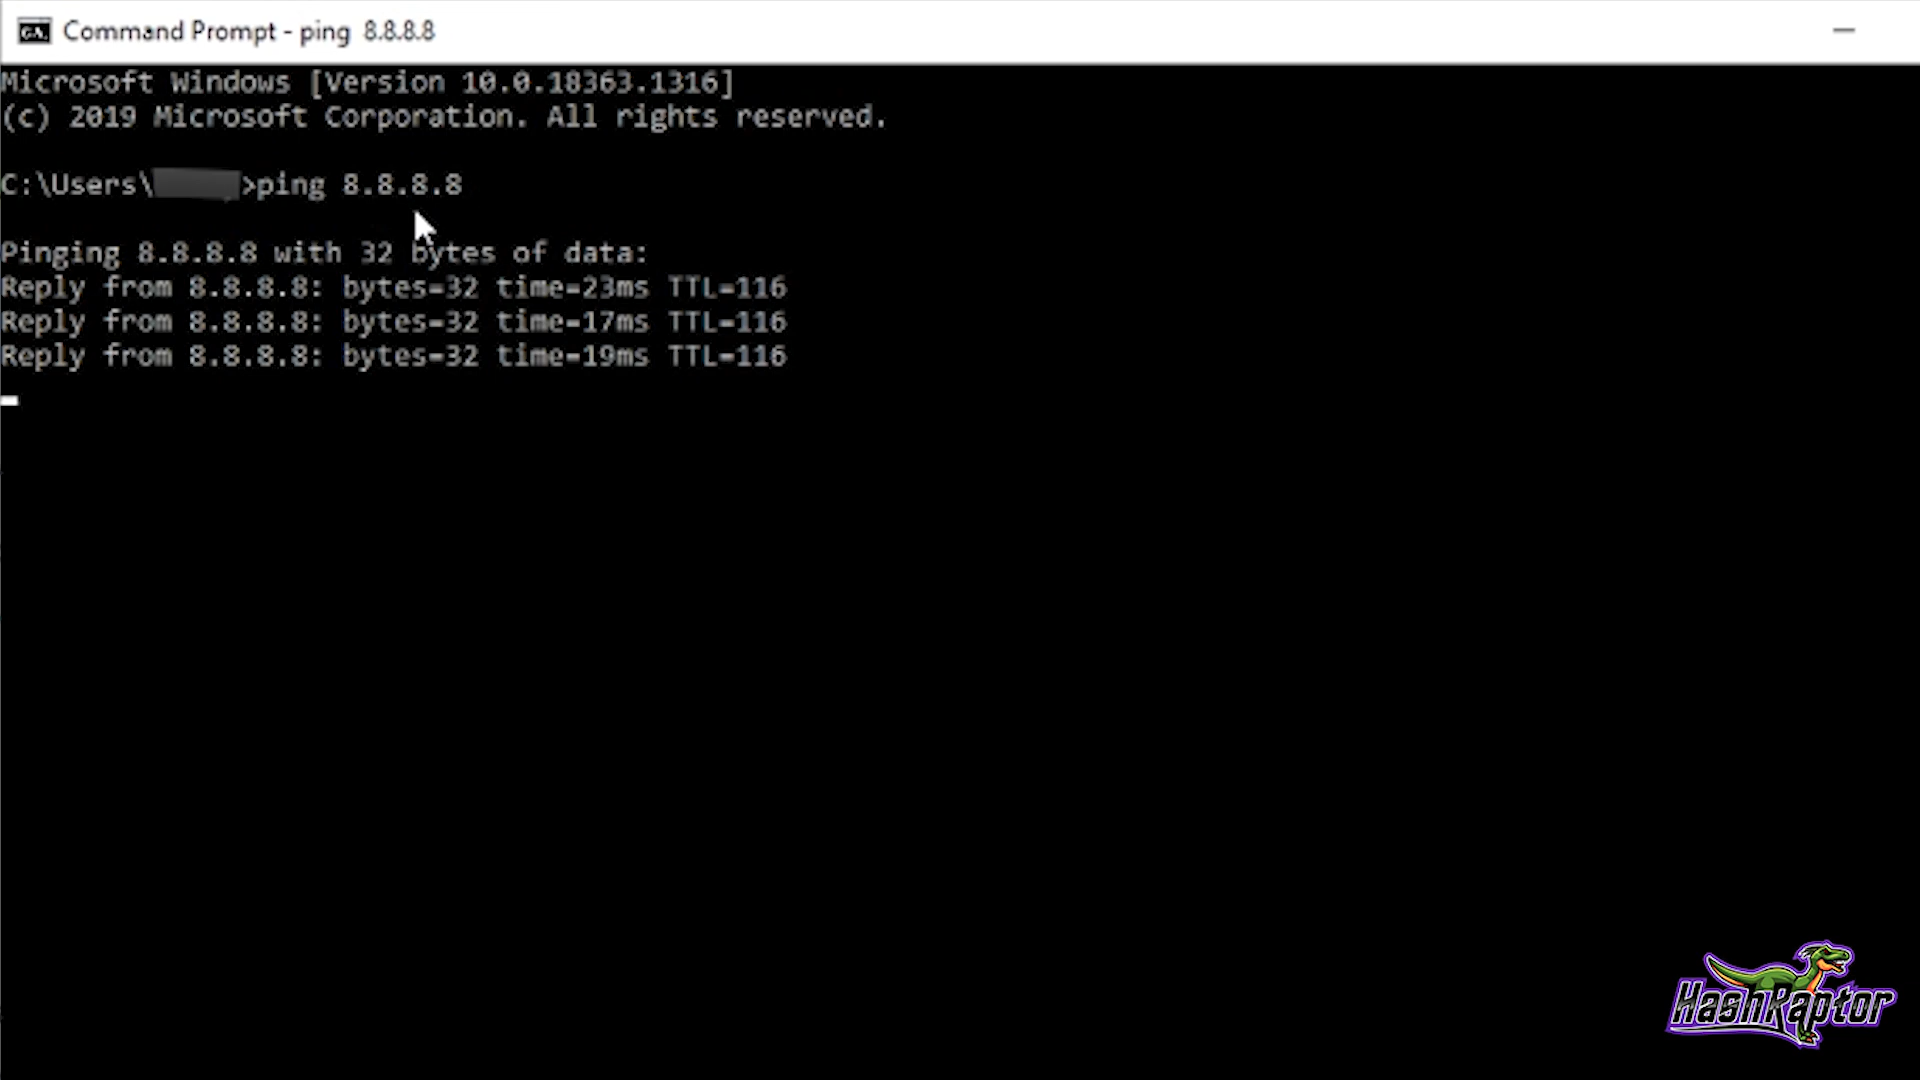 Command Prompt - ping 8.8.8.8
Microsoft Windows [Version 10.0.18363.1316]
(c) 2019 Microsoft Corporation. All rights reserved.
C:\Users\ >ping 8.8.8.8
Pinging 8.8.8.8 with 32 bytes of data:
Reply from 8.8.8.8: bytes=32 time=23ms TTL=116
Reply from 8.8.8.8: bytes=32 time=17ms TTL=116
Reply from 8.8.8.8: bytes=32 time=19ms TTL=116
HashRaptor